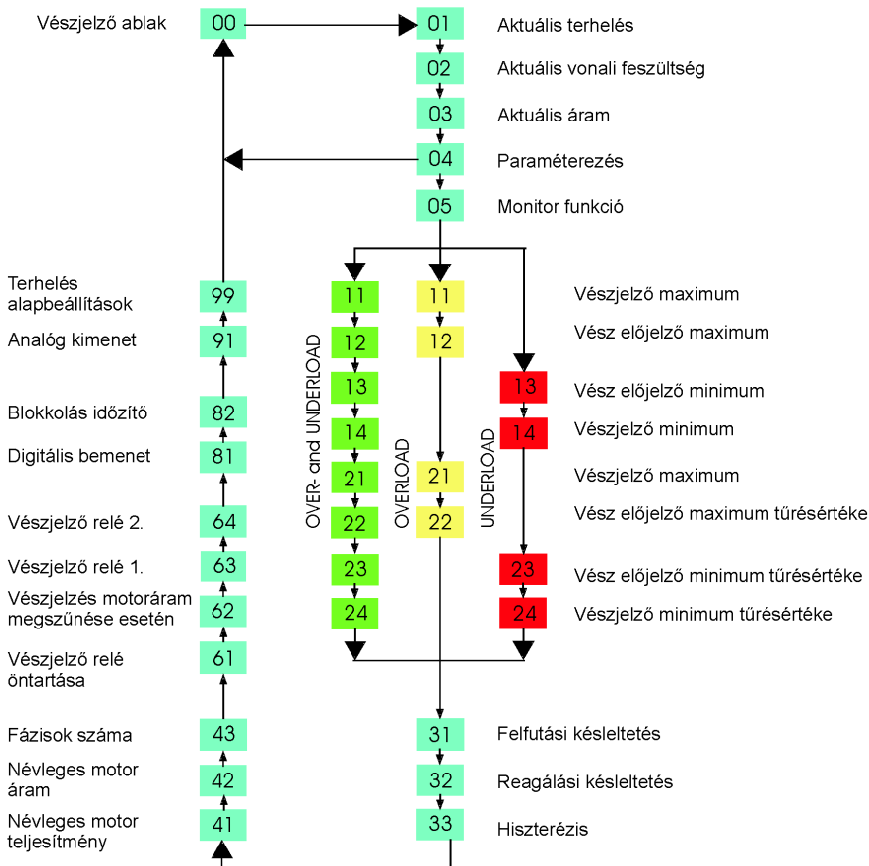 Vészjelző ablak 00 01 Aktuális terhelés
02 Aktuális vonali feszültség
03 Aktuális áram
04 Paraméterezés
05 Monitor funkció
Terhelés
alapbeállítások 99 11 11 Vészjelző maximum
Analóg kimenet 91 12 12 Vész előjelző maximum
13 13 Vész előjelző minimum
Blokkolás időzítő 82 14 14 Vészjelző minimum
Digitális bemenet 81 21 21 Vészjelző maximum
Vészjelző relé 2. 64 22 22 Vész előjelző maximum tűrésértéke
Vészjelző relé 1. 63 23 23 Vész előjelző minimum tűrésértéke
Vészjelzés motoráram
megszűnése esetén 62 24 24 Vészjelző minimum tűrésértéke
OVER- and UNDERLOAD
OVERLOAD
UNDERLOAD
Vészjelző relé
öntartása 61
Fázisok száma 43 31 Felfutási késleltetés
Névleges motor
áram 42 32 Reagálási késleltetés
Névleges motor
teljesítmény 41 33 Hiszterézis